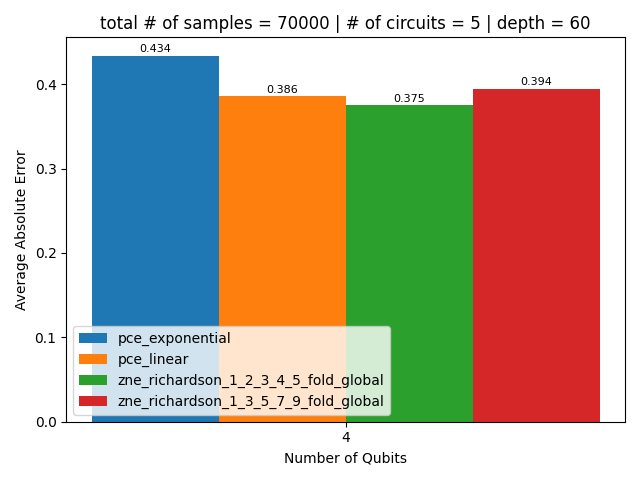 total # of samples = 70000 | # of circuits = 5 | depth = 60
Average Absolute Error
0.4
0.3
0.2
0.1
0.0
0.434
0.386
0.375
0.394
pce_exponential
pce_linear
zne_richardson_1_2_3_4_5_fold_global
zne_richardson_1_3_5_7_9_fold_global
4
Number of Qubits